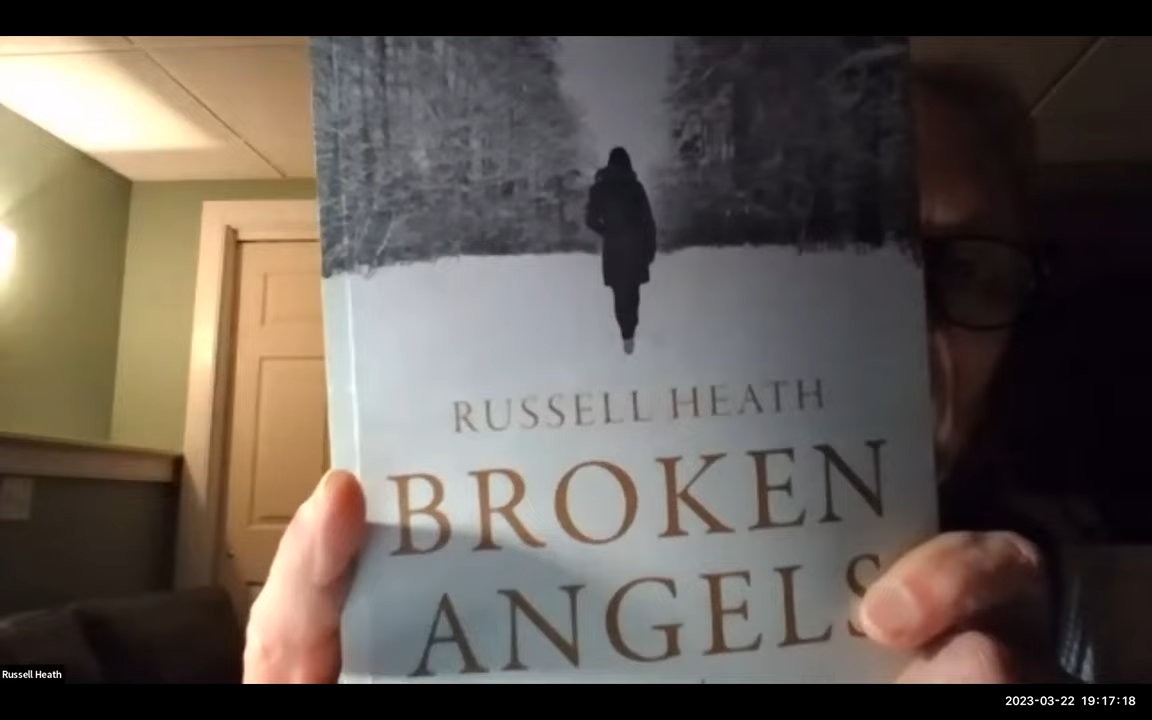 RUSSELL HEATH
BROKEN
ANGELS
Russell Heath
2023-03-22 19:17:18